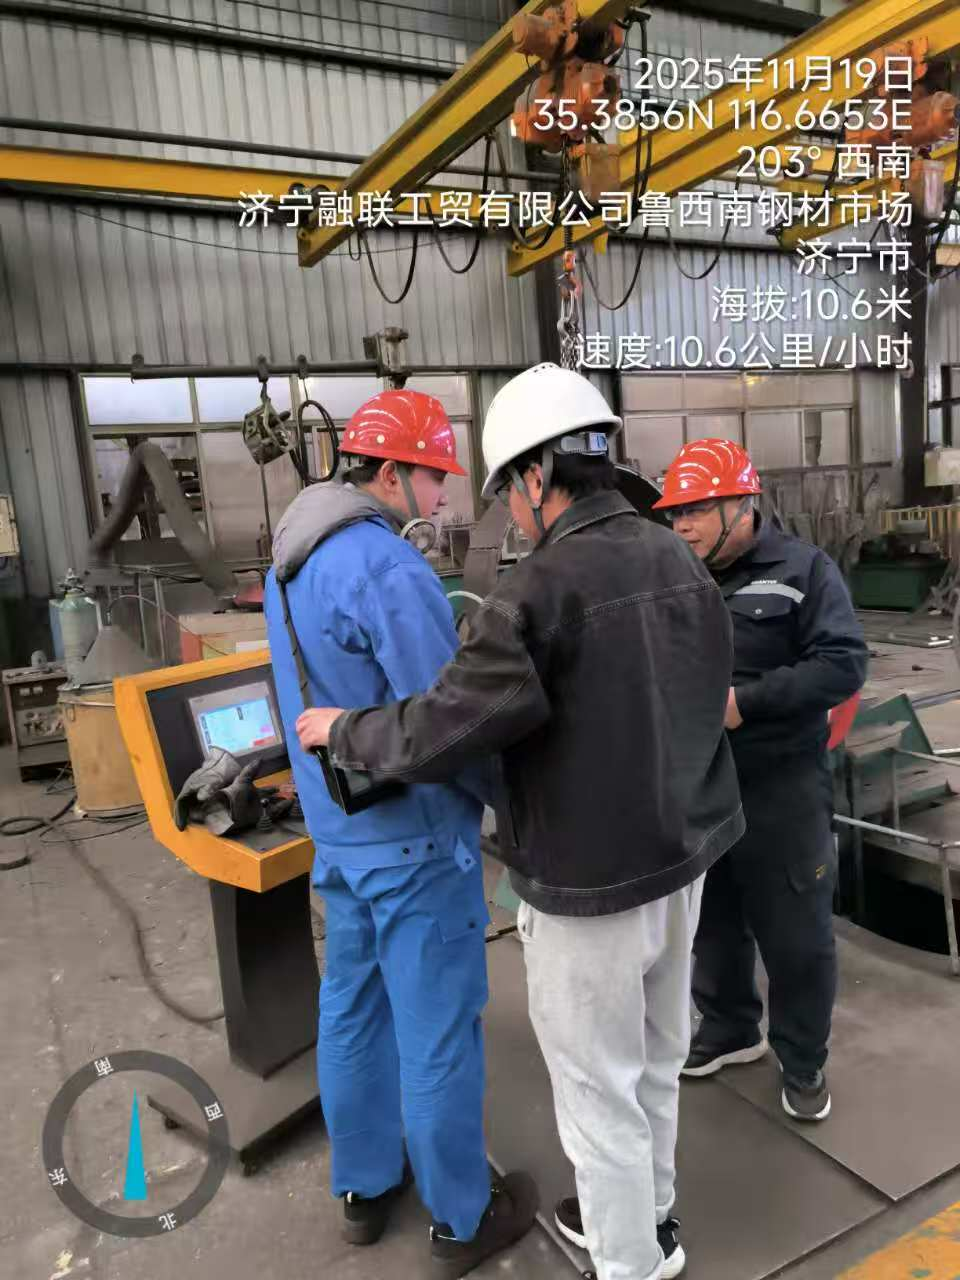 2025年11月19日
35.3856N 116.6653E
203° 西南
济宁融联工贸有限公司鲁西南钢材市场
济宁市
海拔:10.6米
速度:10.6公里/小时
南
西
东
北